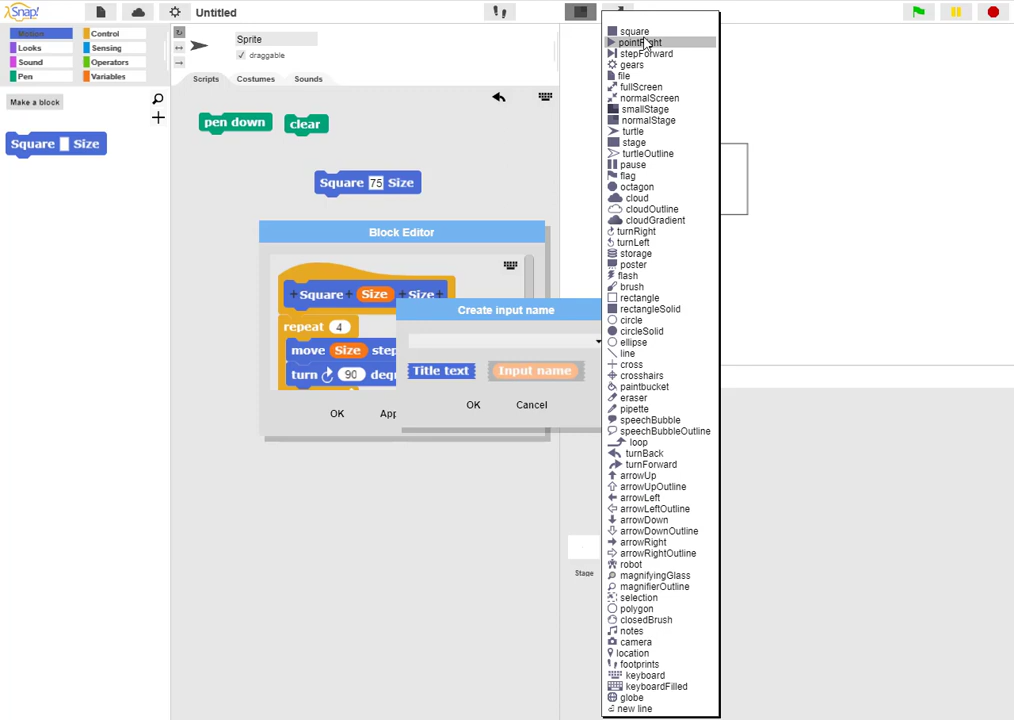 Snap!
Untitled
Motion
Control
Looks
Sensing
Sound
Operators
Pen
Variables
Make a block
Square Size
Sprite
draggable
Scripts
Costumes
Sounds
pen down
clear
Square 75 Size
Block Editor
+ Square + Size + Size +
repeat 4
move Size step
turn 90 degre
OK
App
Create input name
Title text
Input name
OK
Cancel
Stage
square
pointRight
stepForward
gears
file
fullScreen
normalScreen
smallStage
normalStage
turtle
stage
turtleOutline
pause
flag
octagon
cloud
cloudOutline
cloudGradient
turnRight
turnLeft
storage
poster
flash
brush
rectangle
rectangleSolid
circle
circleSolid
ellipse
line
cross
crosshairs
paintbucket
eraser
pipette
speechBubble
speechBubbleOutline
loop
turnBack
turnForward
arrowUp
arrowUpOutline
arrowLeft
arrowLeftOutline
arrowDown
arrowDownOutline
arrowRight
arrowRightOutline
robot
magnifyingGlass
magnifierOutline
selection
polygon
closedBrush
notes
camera
location
footprints
keyboard
keyboardFilled
globe
new line